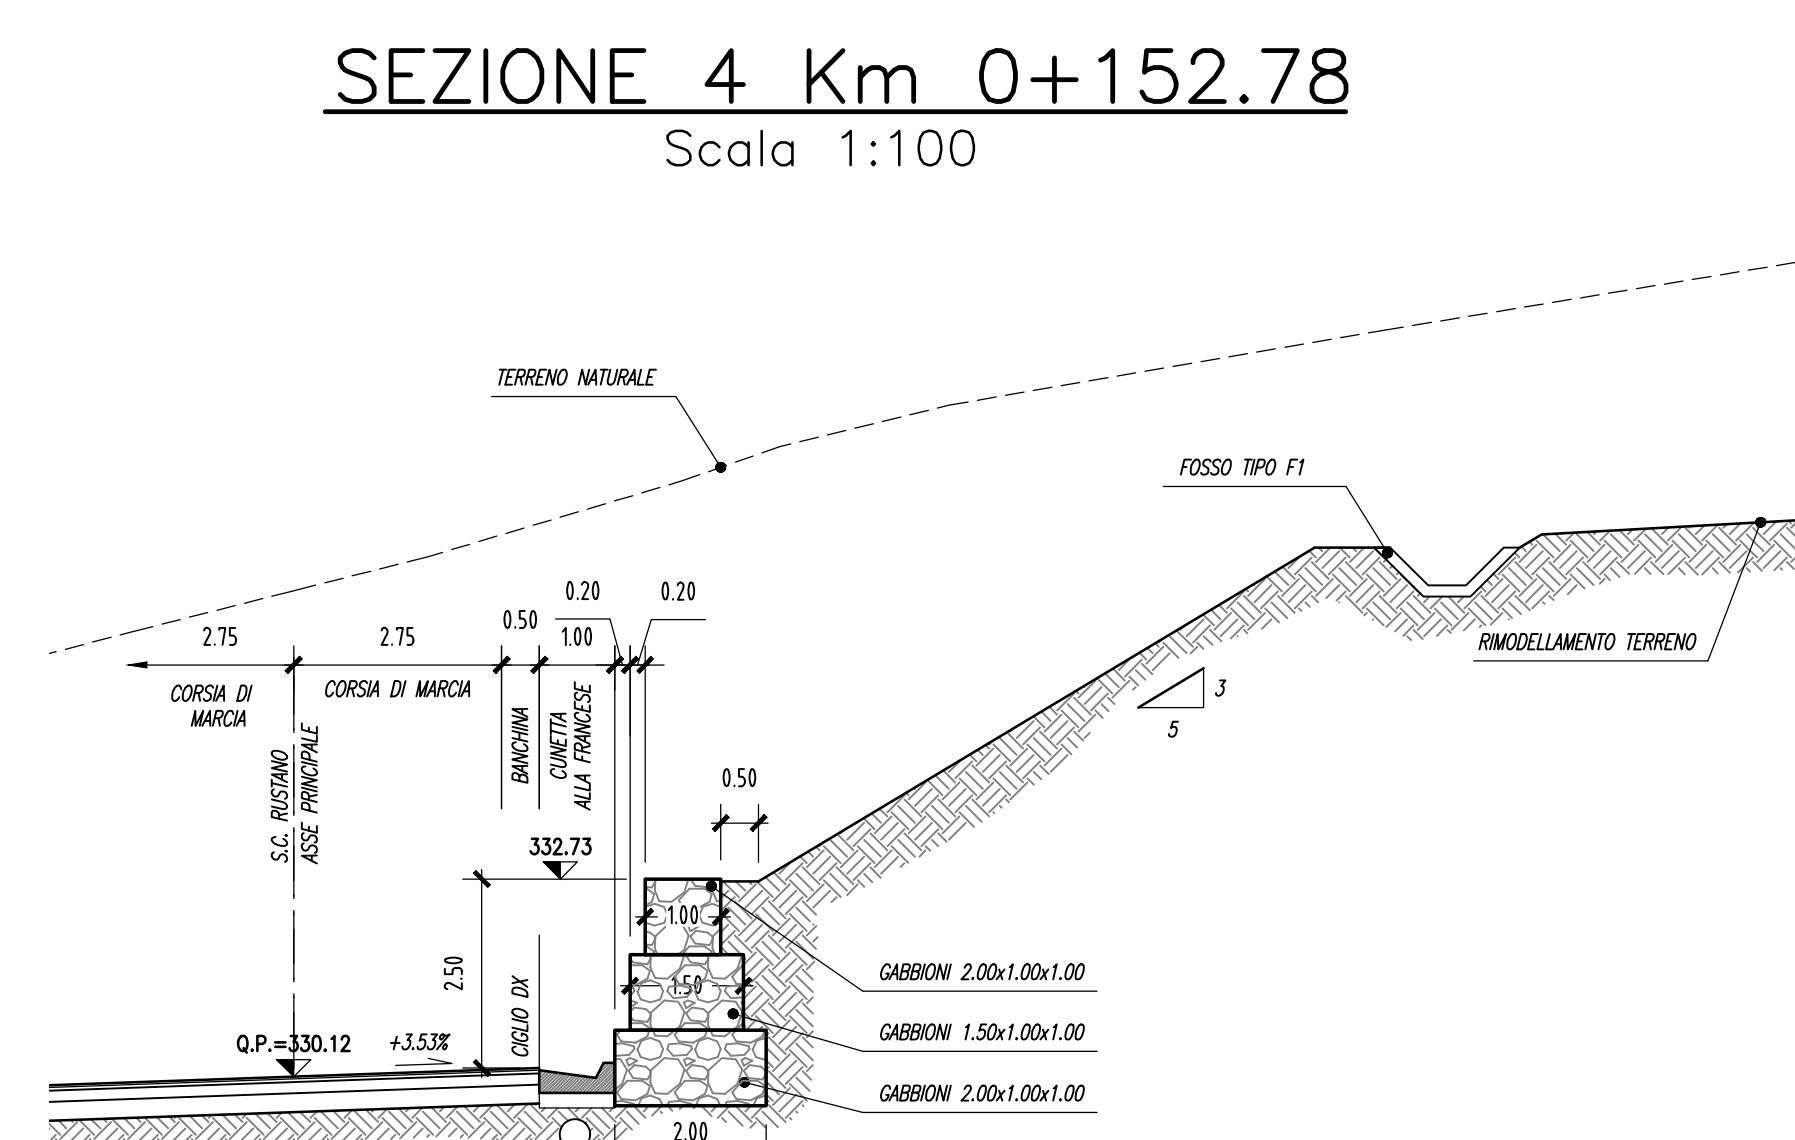 SEZIONE 4 Km 0+152.78
Scala 1:100
TERRENO NATURALE
FOSSO TIPO F1
RIMODELLAMENTO TERRENO
0.20
0.20
2.75
2.75
0.50
1.00
CORSIA DI
MARCIA
CORSIA DI MARCIA
BANCHINA
CUNETTA
ALLA FRANCESE
S.C. RUSTANO
ASSE PRINCIPALE
3
5
0.50
332.73
1.00
2.50
1.50
CIGLIO DX
GABBIONI 2.00x1.00x1.00
GABBIONI 1.50x1.00x1.00
GABBIONI 2.00x1.00x1.00
Q.P.=330.12
+3.53%
2.00